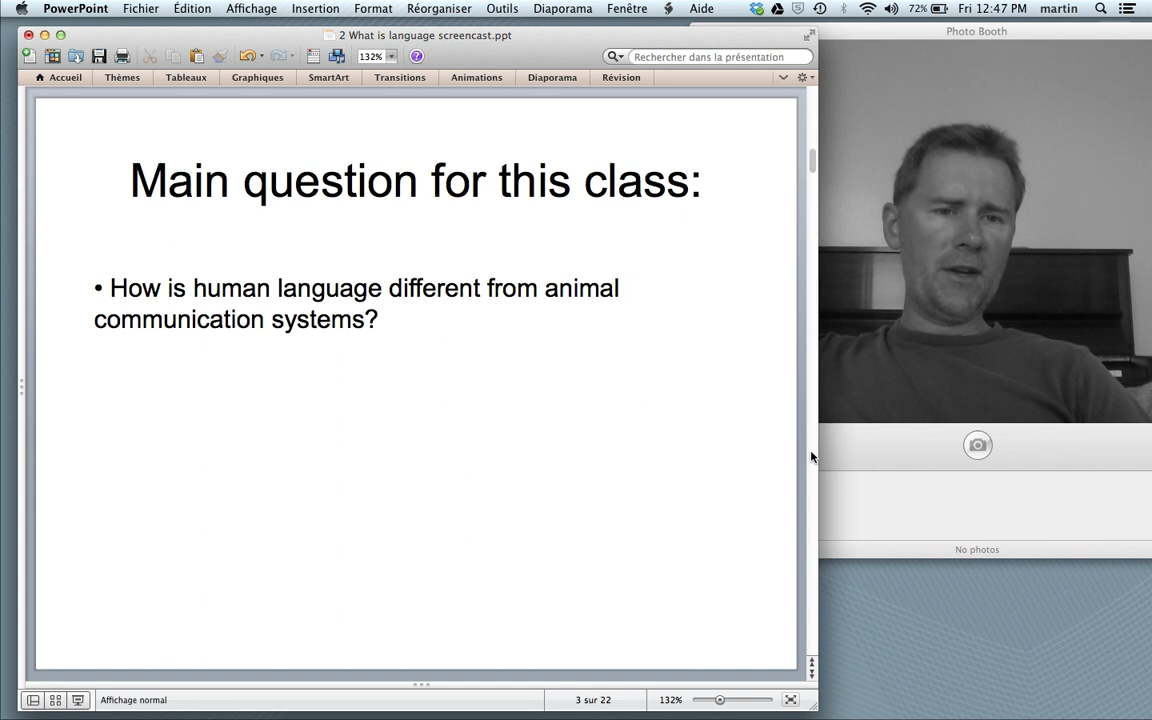 PowerPoint Fichier Édition Affichage Insertion Format Réorganiser Outils Diaporama Fenêtre Aide 72% Fri 12:47 PM martin
Photo Booth
2 What is language screencast.ppt
132% Rechercher dans la présentation
Accueil Thèmes Tableaux Graphiques SmartArt Transitions Animations Diaporama Révision
Main question for this class:
• How is human language different from animal
communication systems?
No photos
Affichage normal 3 sur 22 132%